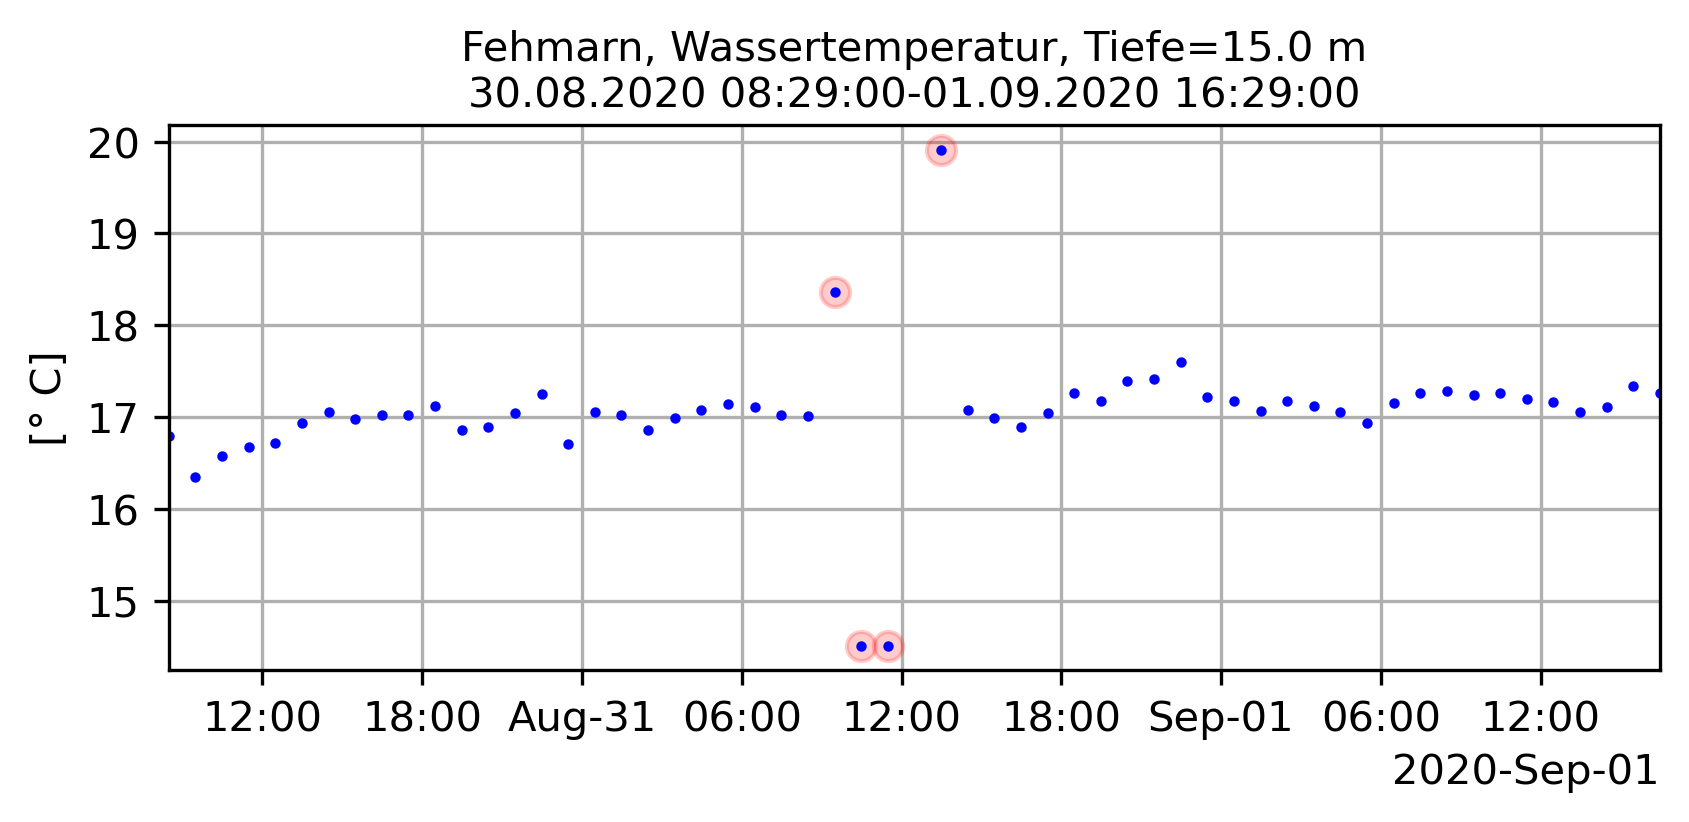 Fehmarn, Wassertemperatur, Tiefe=15.0 m
30.08.2020 08:29:00-01.09.2020 16:29:00
20
19
18
17
16
15
[° C]
12:00 18:00 Aug-31 06:00 12:00 18:00 Sep-01 06:00 12:00
2020-Sep-01